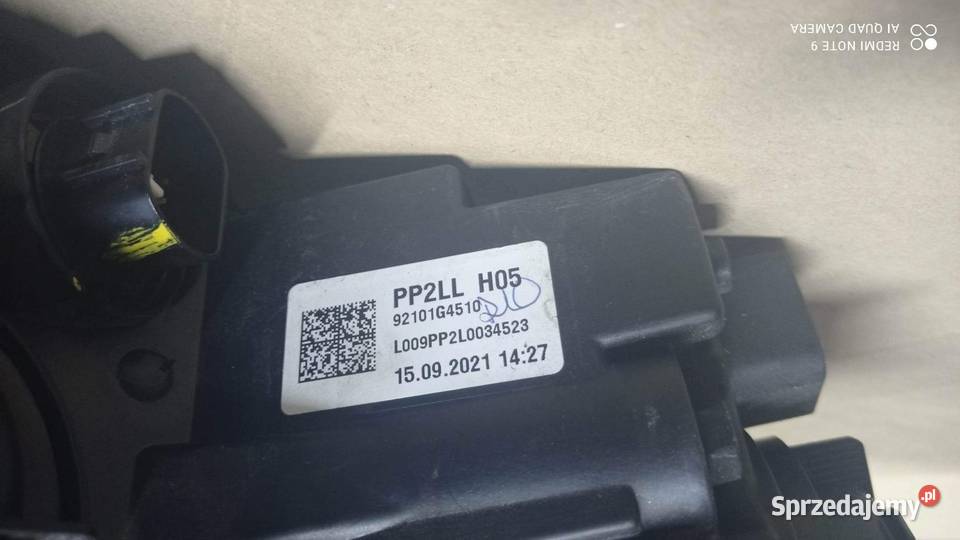 REDMI NOTE 9
AI QUAD CAMERA
PP2LL H05
92101G4510
L009PP2L0034523
15.09.2021 14:27
Sprzedajemy.pl